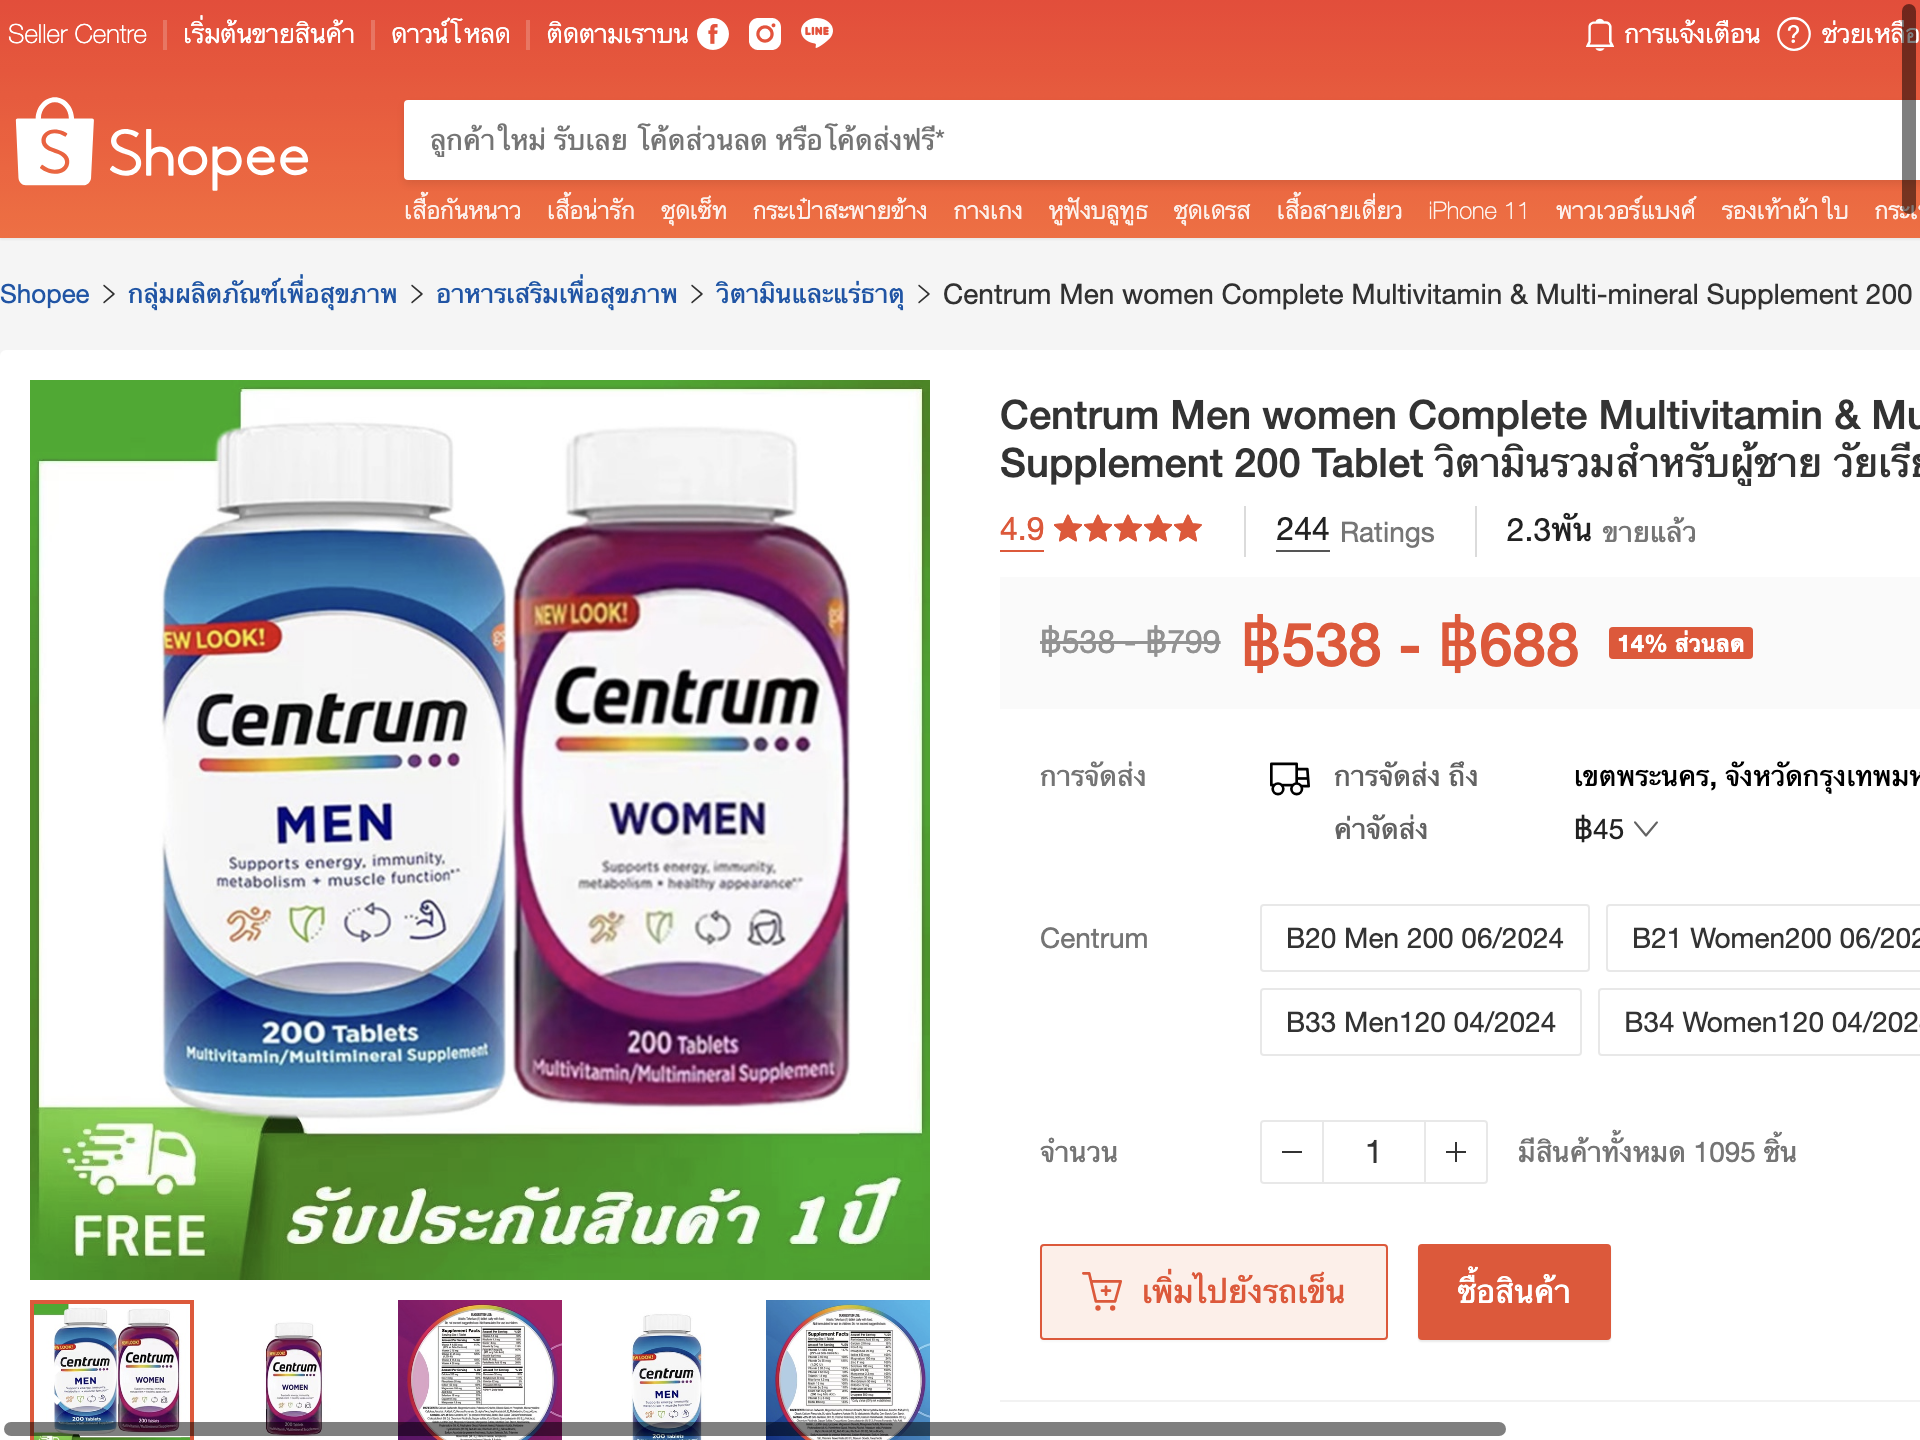 Seller Centre
เริ่มต้นขายสินค้า
ดาวน์โหลด
ติดตามเราบน
LINE
การแจ้งเตือน
ช่วยเหลือ
Shopee
ลูกค้าใหม่ รับเลย โค้ดส่วนลด หรือโค้ดส่งฟรี*
เสื้อกันหนาว เสื้อน่ารัก ชุดเซ็ท กระเป๋าสะพายข้าง กางเกง หูฟังบลูทูธ ชุดเดรส เสื้อสายเดี่ยว iPhone 11 พาวเวอร์แบงค์ รองเท้าผ้าใบ
Shopee > กลุ่มผลิตภัณฑ์เพื่อสุขภาพ > อาหารเสริมเพื่อสุขภาพ > วิตามินและแร่ธาตุ > Centrum Men women Complete Multivitamin & Multi-mineral Supplement 200
EW LOOK!
Centrum
MEN
Supports energy, immunity,
metabolism + muscle function**
200 Tablets
Multivitamin/Multimineral Supplement
NEW LOOK!
Centrum
WOMEN
Supports energy, immunity,
metabolism + healthy appearance**
200 Tablets
Multivitamin/Multimineral Supplement
FREE
รับประกันสินค้า 1 ปี
Centrum Men women Complete Multivitamin & Mu
Supplement 200 Tablet วิตามินรวมสำหรับผู้ชาย วัยเรีย
4.9
244 Ratings
2.3พัน ขายแล้ว
฿538 - ฿799
฿538 - ฿688
14% ส่วนลด
การจัดส่ง
การจัดส่ง ถึง
เขตพระนคร, จังหวัดกรุงเทพมห
ค่าจัดส่ง
฿45
Centrum
B20 Men 200 06/2024
B21 Women200 06/202
B33 Men120 04/2024
B34 Women120 04/202
จำนวน
1
มีสินค้าทั้งหมด 1095 ชิ้น
เพิ่มไปยังรถเข็น
ซื้อสินค้า
Centrum
MEN
200 Tablets
Centrum
WOMEN
Centrum
WOMEN
Supplement Facts
Centrum
MEN
Supplement Facts